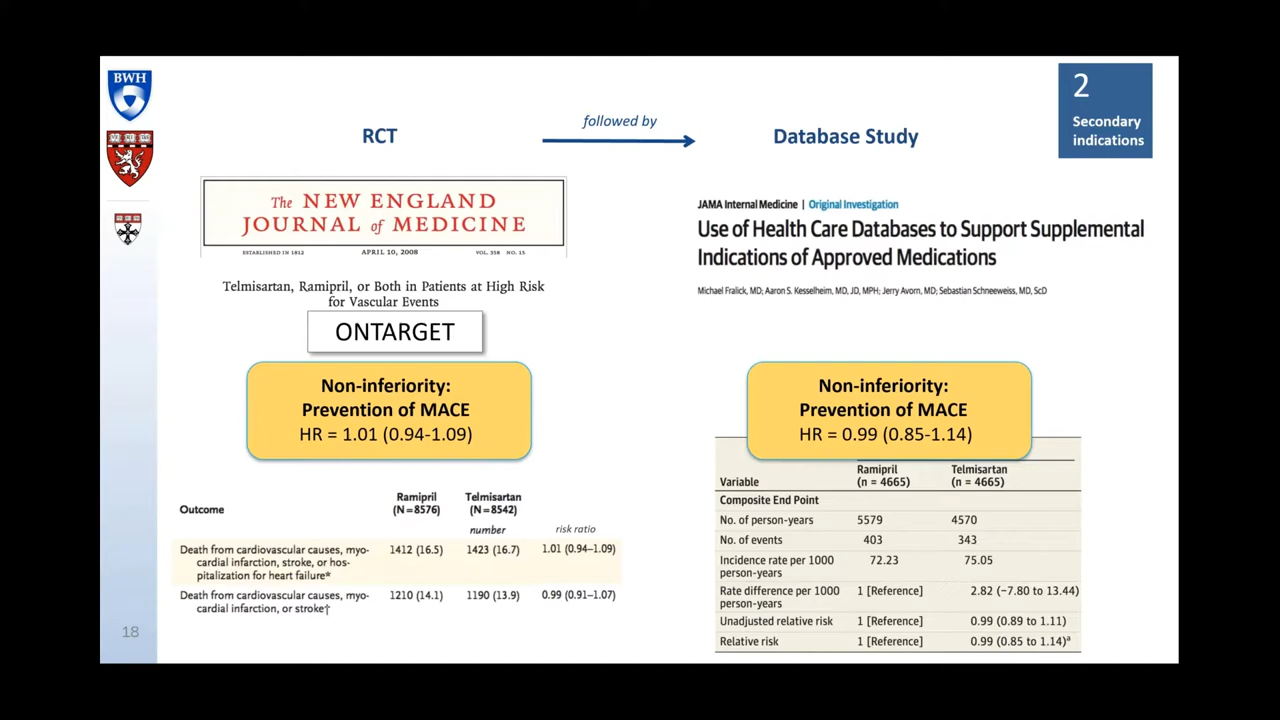 BWH
2
Secondary
indications
RCT
followed by
Database Study
The NEW ENGLAND
JOURNAL of MEDICINE
ESTABLISHED IN 1812 APRIL 10, 2008 VOL. 358 NO. 15
Telmisartan, Ramipril, or Both in Patients at High Risk
for Vascular Events
ONTARGET
Non-inferiority:
Prevention of MACE
HR = 1.01 (0.94-1.09)
Ramipril Telmisartan
Outcome (N=8576) (N=8542)
number risk ratio
Death from cardiovascular causes, myo- 1412 (16.5) 1423 (16.7) 1.01 (0.94–1.09)
cardial infarction, stroke, or hos-
pitalization for heart failure*
Death from cardiovascular causes, myo- 1210 (14.1) 1190 (13.9) 0.99 (0.91–1.07)
cardial infarction, or stroke†
JAMA Internal Medicine | Original Investigation
Use of Health Care Databases to Support Supplemental
Indications of Approved Medications
Michael Fralick, MD; Aaron S. Kesselheim, MD, JD, MPH; Jerry Avorn, MD; Sebastian Schneeweiss, MD, ScD
Non-inferiority:
Prevention of MACE
HR = 0.99 (0.85-1.14)
Ramipril Telmisartan
Variable (n = 4665) (n = 4665)
Composite End Point
No. of person-years 5579 4570
No. of events 403 343
Incidence rate per 1000 72.23 75.05
person-years
Rate difference per 1000 1 [Reference] 2.82 (−7.80 to 13.44)
person-years
Unadjusted relative risk 1 [Reference] 0.99 (0.89 to 1.11)
Relative risk 1 [Reference] 0.99 (0.85 to 1.14)a
18